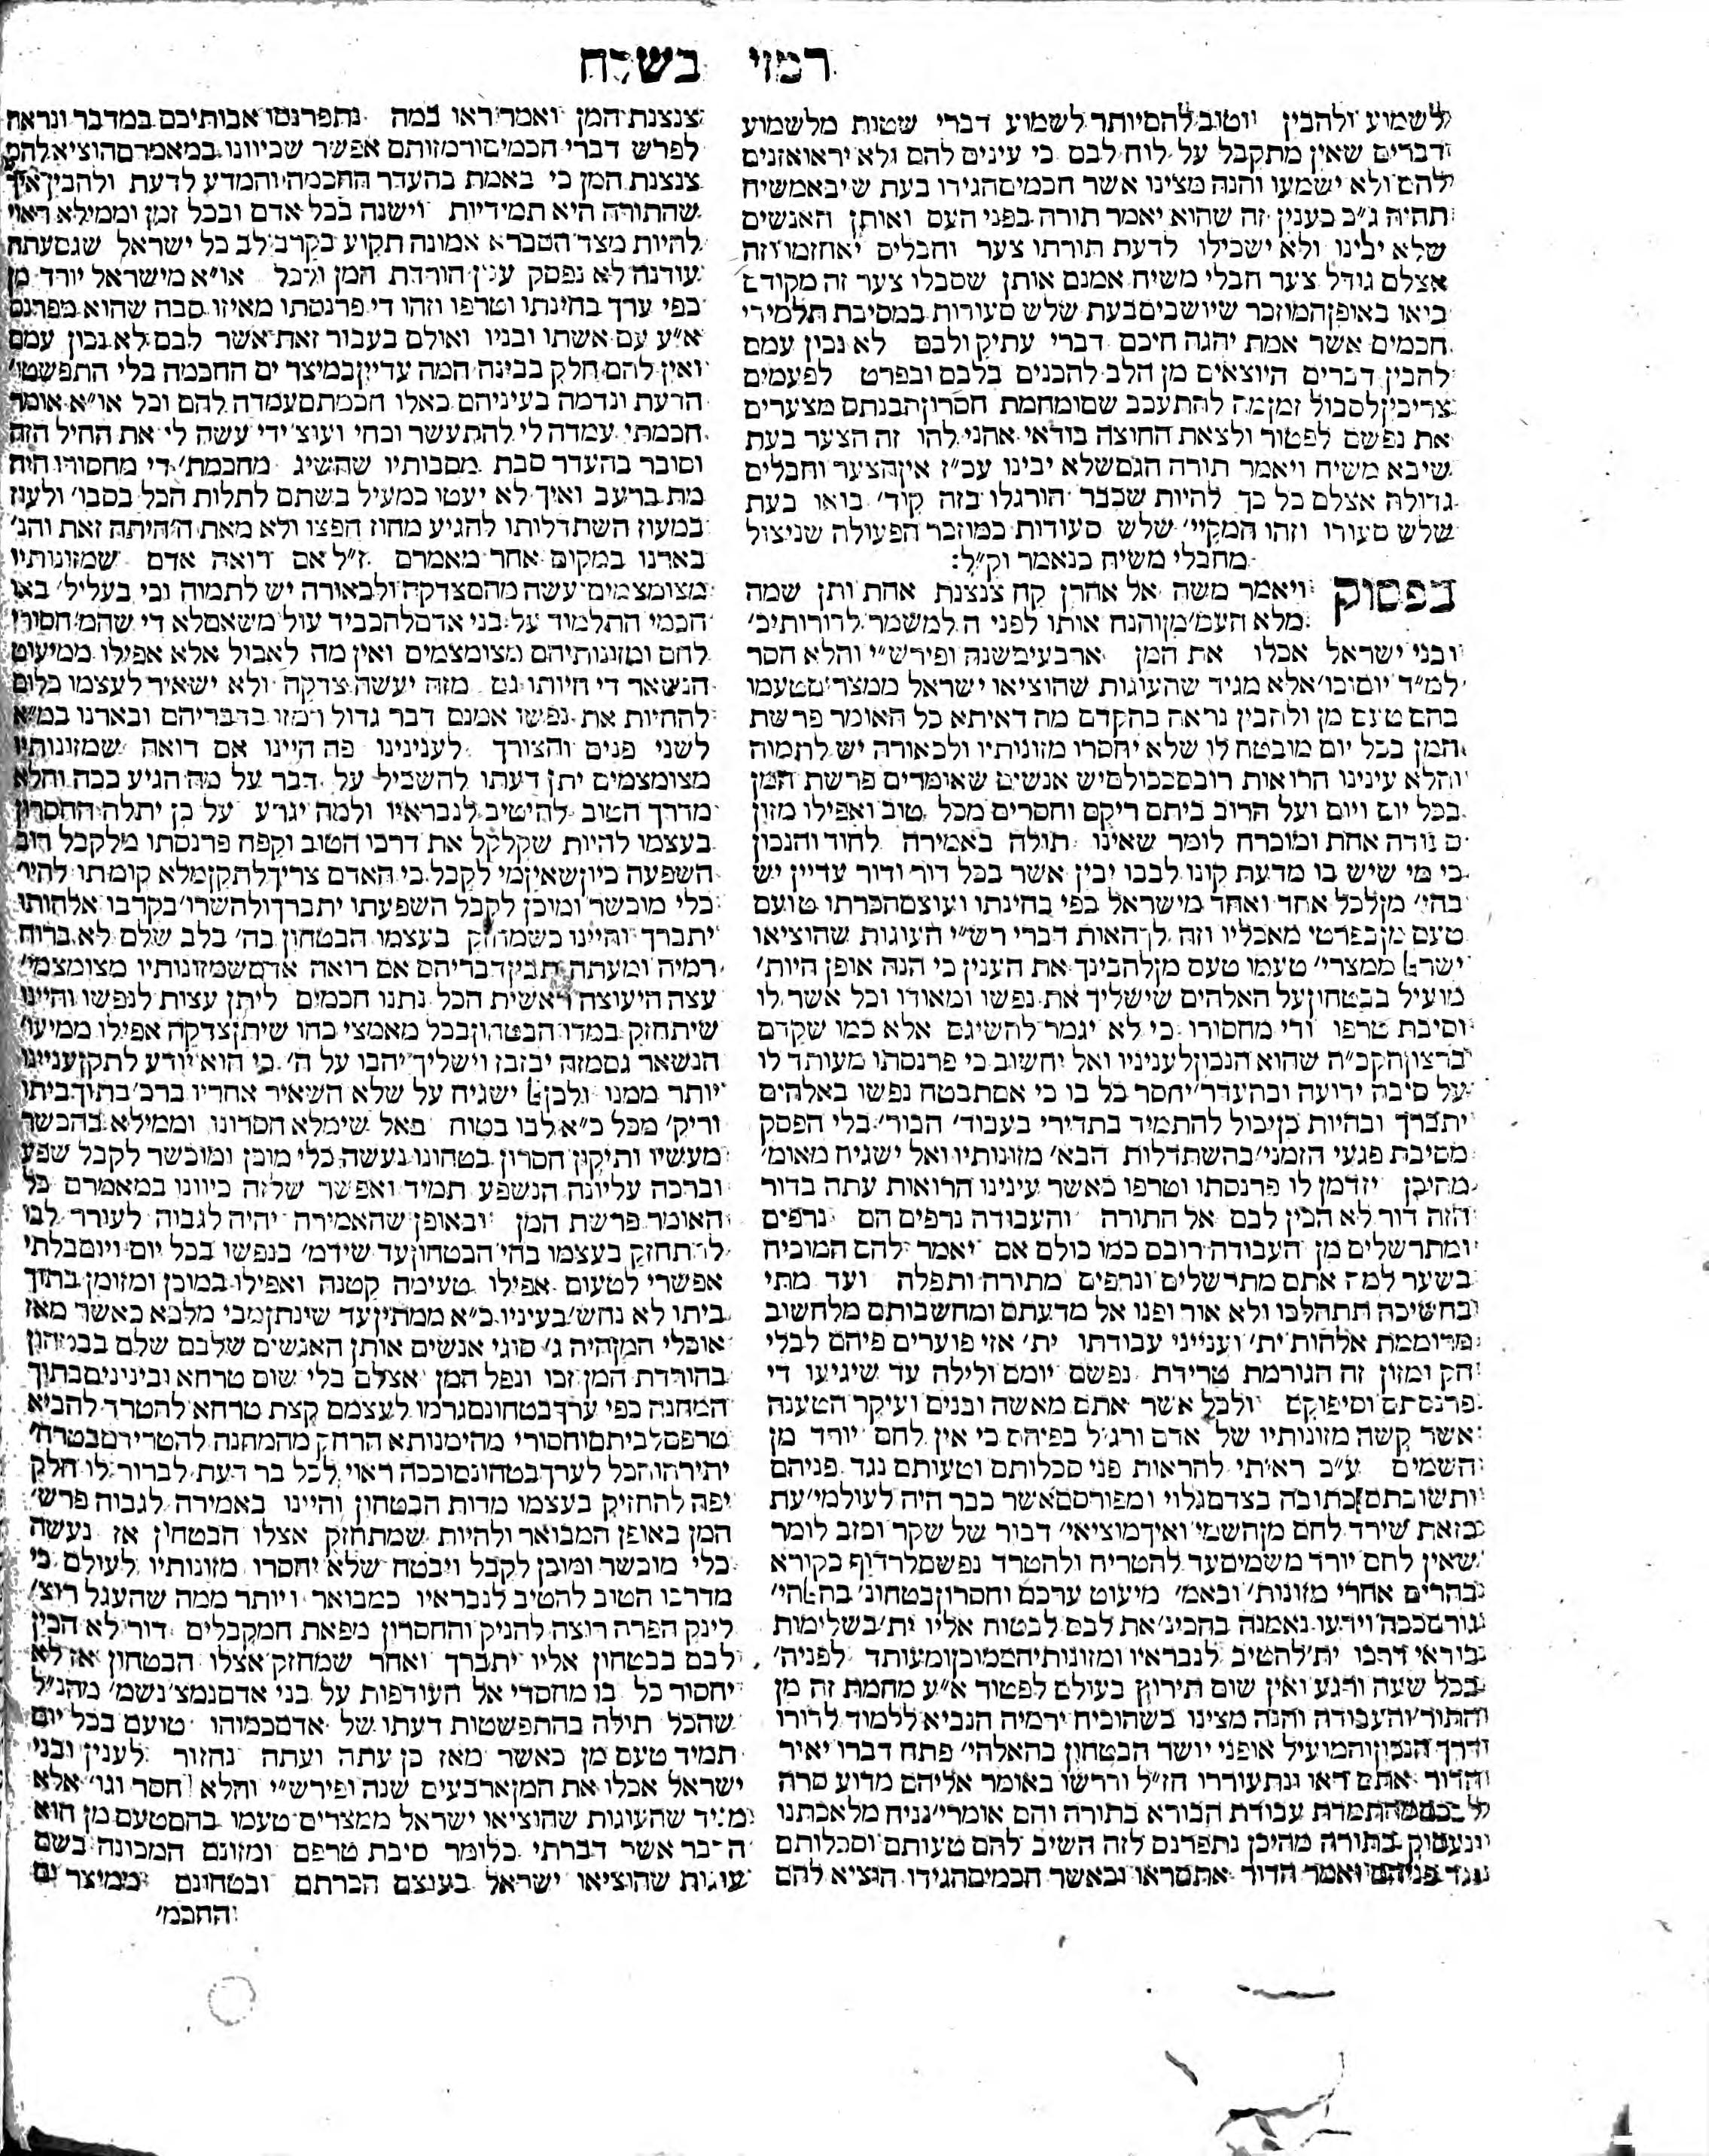 רמזי בשלח
לשמוע ולהבין וטוב להם יותר לשמוע דברי שטות מלשמוע
דברים שאין מתקבל על לוח לבם כי עינים להם ולא יראו אזנים
להם ולא ישמעו והנה מצינו אשר חכמים הגידו בעת שיבא משיח
תהיה ג״כ כענין זה שהוא יאמר תורה בפני העם ואותן האנשים
שלא יבינו ולא ישכילו לדעת תורתו צער וחבלים יאחזמו וזה
אצלם גודל צער חבלי משיח אמנם אותן שסבלו צער זה מקודם
ביאו באופן המוזכר שיושבים בעת שלש סעודות במסיבת תלמידי
חכמים אשר אמת יהגה חיכם דברי עתיק ולבם לא נכון עמם
להבין דברים היוצאים מן הלב להכנים בלבם ובפרט לפעמים
צריכין לסבול זמן מה להתעכב שם ומחמת חסרון הבנתם מצערים
את נפשם לפטור ולצאת החוצה בודאי אהני להו זה הצער בעת
שיבא משיח ויאמר תורה הגם שלא יבינו עכ״ז אין הצער וחבלים
גדולה אצלם כל כך להיות שכבר הורגלו בזה קוד׳ בואו בעת
שלש סעודו וזהו המקיי׳ שלש סעודות כמוזכר הפעולה שניצול
מחבלי משיח כנאמר וק״ל:
בפסוק ויאמר משה אל אהרן קח צנצנת אחת ותן שמה
מלא העמ׳ מן והנח אותו לפני ה׳ למשמר לדורותיכ׳
ובני ישראל אכלו את המן ארבעים שנה ופירש״י והלא חסר
למ״ד יום וכו׳ אלא מגיד שהעוגות שהוציאו ישראל ממצרים טעמו
בהם טעם מן ולהבין נראה בהקדם מה דאיתא כל האומר פרשת
המן בכל יום מובטח לו שלא יחסרו מזונותיו ולכאורה יש לתמוה
והלא עינינו הרואות רובם ככולם יש אנשים שאומרים פרשת המן
בכל יום ויום ועל הרוב ביתם ריקם וחסרים מכל טוב ואפילו מזון
סעודה אחת ומוכרח לומר שאינו תולה באמירה לחוד והנכון
כי מי שיש בו מדעת קונו לבבו יבין אשר בכל דור ודור עדיין יש
בחי׳ מן לכל אחד ואחד מישראל כפי בחינתו ועוצם הכרתו טועם
טעם מן בפרטי מאכליו וזה להראות דברי רש״י העוגות שהוציאו
ישראל ממצרי׳ טעמו טעם מן להבינך את הענין כי הנה אופן היות׳
מועיל בבטחון על האלהים שישליך את נפשו ומאודו וכל אשר לו
וסיבת טרפו ודי מחסורו כי לא יגמר להשיגם אלא כמו שקדם
ברצון הקב״ה שהוא הנכון לעניניו ואל יחשוב כי פרנסתו מעותד לו
על סיבה ידועה ובהעדר׳ יחסר כל בו כי אם תבטח נפשו באלהים
יתברך ובהיות כן יכול להתמיד בתדירי בעבוד׳ הבור׳ בלי הפסק
מסיבת פגעי הזמני׳ בהשתדלות הבא׳ מזונותיו ואל ישגיח מאומ׳
מהיכן יזדמן לו פרנסתו וטרפו כאשר עינינו הרואות עתה בדור
הזה דור לא הכין לבם אל התורה והעבודה נרפים הם נרפים
ומתרשלים מן העבודה רובם כמו כולם אם יאמר להם המוכיח
בשער למה אתם מתרשלים ונרפים מתורה ותפלה ועד מתי
בחשיכה תתהלכו ולא אור ופנו אל מדעתם ומחשבותם מלחשוב
מרוממת אלהות ית׳ וענייני עבודתו ית׳ אזי פוערים פיהם לבלי
חק ומזון זה הגורמת טרידת נפשם יומם ולילה עד שיגיעו די
פרנסתם וסיפוקם ולכל אשר אתם מאשה ובנים ועיקר הטענה
אשר קשה מזונותיו של אדם ורג״ל בפיהם כי אין לחם יורד מן
השמים ע״כ ראיתי להראות פני סכלותם וטעותם נגד פניהם
ותשובתם כתובה בצדם גלוי ומפורסם אשר כבר היה לעולמי׳ עת
כזאת שירד לחם מן השמי׳ ואיך מוציאי׳ דבור של שקר וכזב לומר
שאין לחם יורד משמים עד להטריח ולהטרד נפשם לרדוף כקורא
בהרים אחרי מזונות׳ ובאמ׳ מיעוט ערכם וחסרון בטחונ׳ בה׳
גורם ככה וידעו נאמנה בהכינ׳ את לבם לבטוח אליו ית׳ בשלימות
בוראי דרכו ית׳ להטיב לנבראיו ומזונותיהם מוכן ומעותד לפניה׳
בכל שעה ורגע ואין שום תירוץ בעולם לפטור א״ע מחמת זה מן
התור׳ והעבודה והנה מצינו בשהוכיח ירמיה הנביא ללמוד לדורו
דרך הנכון והמועיל אופני יושר הבטחון בהאלהי׳ פתח דברו יאיר
הדור אתם ראו ונתעוררו חז״ל ודרשו באומר אליהם מדוע סרה
לבבכם מהתמדת עבודת הבורא בתורה והם אומרי׳ נניח מלאכתנו
ונעסוק בתורה מהיכן נתפרנס לזה השיב להם טעותם וסכלותם
נגד פניהם ואמר הדור אתם ראו ובאשר חכמים הגידו הוציא להם
צנצנת המן ואמר ראו במה נתפרנסו אבותיכם במדבר ונראה
לפרש דברי חכמים ורמזותם אפשר שכיוונו במאמרם הוציא להם
צנצנת המן כי באמת בהעדר החכמה והמדע לדעת ולהבין איך
שהתורה היא תמידיות וישנה בכל אדם ובכל זמן וממילא ראוי
להיות מצד הסברא אמונה תקוע בקרב לב כל ישראל שגם עתה
עודנה לא נפסק ענין הורדת המן ולכל או״א מישראל יורד מן
כפי ערך בחינתו וטרפו וזהו די פרנסתו מאיזו סבה שהוא מפרנס
א״ע עם אשתו ובניו ואולם בעבור זאת אשר לבם לא נכון עמם
ואין להם חלק בבינה המה עדיין במיצר ים החכמה בלי התפשטו׳
הדעת ונדמה בעיניהם כאלו חכמתם עמדה להם וכל או״א אומר
חכמתי עמדה לי להתעשר וכחי ועוצ׳ ידי עשה לי את החיל הזה
וסובר בהעדר סבת מסבותיו שהשיג מחכמת׳ די מחסורו היה
מת ברעב ואיך לא יעטו כמעיל בשתם לתלות הכל בסבו׳ ולעוז
במעוז השתדלותו להגיע מחוז חפצו ולא מאת ה׳ היתה זאת והנ׳
בארנו במקום אחר מאמרם ז״ל אם רואה אדם שמזונותיו
מצומצמים עשה מהם צדקה ולכאורה יש לתמוה וכי בעליל׳ באו
חכמי התלמוד על בני אדם להכביד עול משא אם לא די שהמ׳ חסורן
לחם ומזונותיהם מצומצמים ואין מה לאכול אלא אפילו ממיעוט
הנשאר די חיותו גם מזה יעשה צדקה ולא ישאיר לעצמו כלום
להחיות את נפשו אמנם דבר גדול רמזו בדבריהם ובארנו במ״א
לשני פנים והצורך לענינינו פה היינו אם רואה שמזונותיו
מצומצמים יתן דעתו להשכיל על דבר על מה הגיע ככה והלא
מדרך הטוב להיטיב לנבראיו ולמה יגרע על כן יתלה החסרון
בעצמו להיות שקלקל את דרכו הטוב וקפח פרנסתו מלקבל רוב
השפעה כיון שאין מי לקבל כי האדם צריך לתקן מלא קומתו להיו׳
כלי מוכשר ומוכן לקבל השפעתו יתברך ולהשרו׳ בקרבו אלהותו
יתברך והיינו כשמחזק בעצמו הבטחון בה׳ בלב שלם לא ברוח
רמיה ומעתה תבין דבריהם אם רואה אדם שמזונותיו מצומצמי׳
עצה היעוצה ראשית הכל נתנו חכמים ליתן עצות לנפשו והיינו
שיתחזק במדו׳ הבטחון בכל מאמצי כחו שיתן צדקה אפילו ממיעו׳
הנשאר גם מזה יבזבז וישליך יהבו על ה׳ כי הוא יודע לתקן עניינו
יותר ממנו ולכן לא ישגיח על שלא השאיר אחריו ברכ׳ בתוך ביתו
וריק׳ מכל כ״א לבו בטוח באל שימלא חסרונו וממילא בהכשר
מעשיו ותיקון חסרון בטחונו נעשה כלי מוכן ומוכשר לקבל שפע
וברכה עליונה הנשפע תמיד ואפשר שלזה כיוונו במאמרם כל
האומר פרשת המן ובאופן שהאמירה יהיה לגבוה לעורר לבו
להתחזק בעצמו בחי׳ הבטחון עד שידמ׳ בנפשו בכל יום ויום בלתי
אפשרי לטעום אפילו טעימה קטנה ואפילו במוכן ומזומן בתוך
ביתו לא נחש׳ בעיניו כ״א ממתין עד שינתן מבי מלכא כאשר מאז
אוכלי המן היה ג׳ סוגי אנשים אותן האנשים שלבם שלם בבטחון
בהורדת המן זכו ונפל המן אצלם בלי שום טרחא ובינינים בתוך
המחנה כפי ערך בטחונם גרמו לעצמם קצת טרחא להטרד להביא
טרפם לביתם וחסורי מהימנותא הרחק מהמחנה להטרידם בטרח׳
יתירה והכל לערך בטחונם וככה ראוי לכל בר דעת לברור לו חלק
יפה להחזיק בעצמו מדות הבטחון והיינו באמירה לגבוה פרש׳
המן באופן המבואר ולהיות שמתחזק אצלו הבטחון אז נעשה
כלי מוכשר ומוכן לקבל ויבטח שלא יחסרו מזונותיו לעולם כי
מדרכו הטוב להטיב לנבראיו כמבואר ויותר ממה שהעגל רוצ׳
לינק הפרה רוצה להניק והחסרון מפאת המקבלים דור לא הכין
לבם בבטחון אליו יתברך ואחר שמחזק אצלו הבטחון אז לא
יחסור כל בו מחסדי אל העודפות על בני אדם נמצ׳ נשמ׳ מהנ״ל
שהכל תולה בהתפשטות דעתו של אדם כמוהו טועם בכל יום
תמיד טעם מן כאשר מאז כן עתה ועתה נחזור לענין ובני
ישראל אכלו את המן ארבעים שנה ופירש״י והלא חסר וגו׳ אלא
מגיד שהעוגות שהוציאו ישראל ממצרים טעמו בהם טעם מן הוא
הדבר אשר דברתי כלומר סיבת טרפם ומזונם המכונה בשם
עוגות שהוציאו ישראל בעוצם הכרתם ובטחונם ממיצר ים
החכמ׳